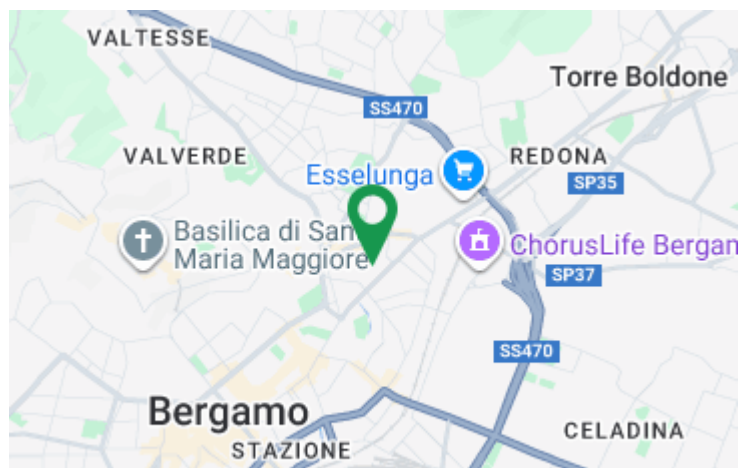 VALTESSE
Torre Boldone
SS470
VALVERDE
REDONA
Esselunga
SP35
Basilica di San
Maria Maggiore
ChorusLife Bergam
SP37
SS470
Bergamo
CELADINA
STAZIONE